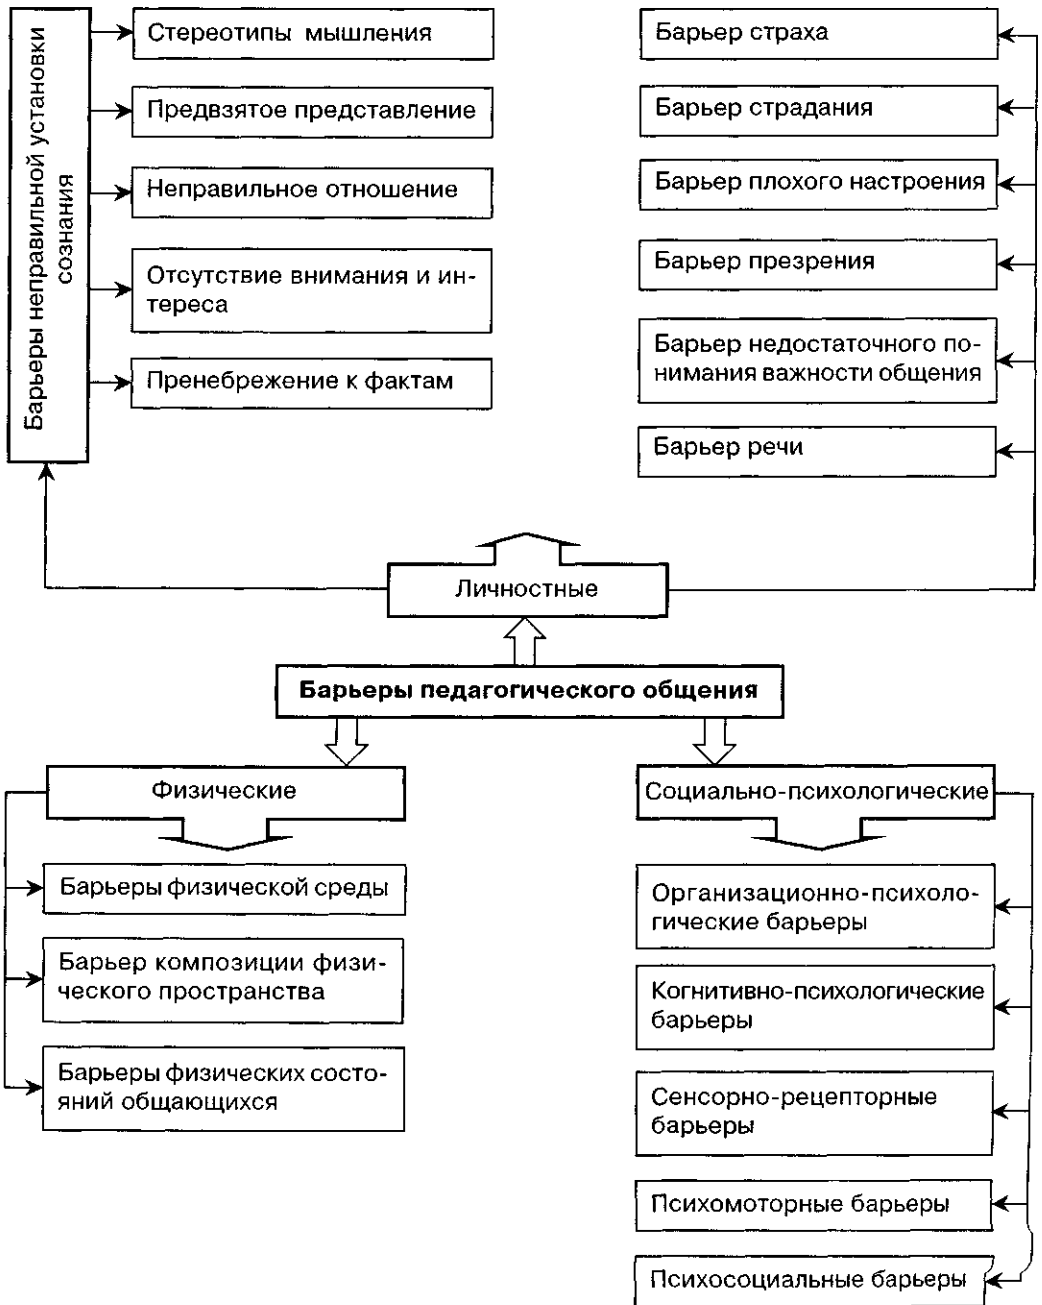 Барьеры неправильной установки
сознания
Стереотипы мышления
Предвзятое представление
Неправильное отношение
Отсутствие внимания и ин-
тереса
Пренебрежение к фактам
Барьер страха
Барьер страдания
Барьер плохого настроения
Барьер презрения
Барьер недостаточного по-
нимания важности общения
Барьер речи
Личностные
Барьеры педагогического общения
Физические
Барьеры физической среды
Барьер композиции физи-
ческого пространства
Барьеры физических состо-
яний общающихся
Социально-психологические
Организационно-психоло-
гические барьеры
Когнитивно-психологические
барьеры
Сенсорно-рецепторные
барьеры
Психомоторные барьеры
Психосоциальные барьеры